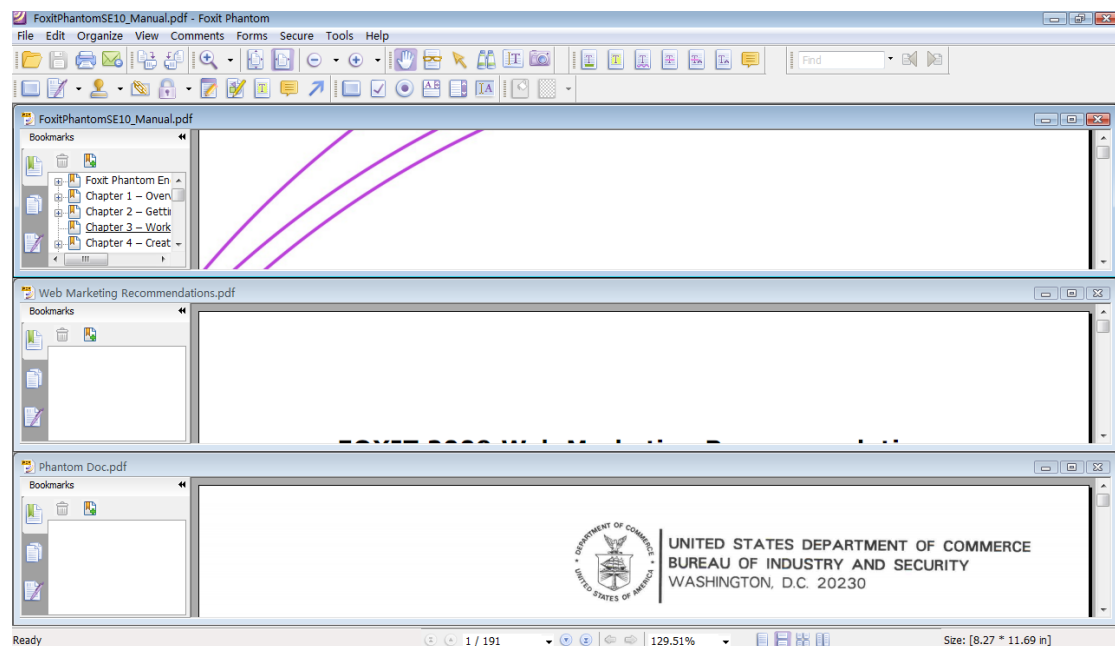 FoxitPhantomSE10_Manual.pdf - Foxit Phantom
File Edit Organize View Comments Forms Secure Tools Help
Find
FoxitPhantomSE10_Manual.pdf
Bookmarks
Foxit Phantom En
Chapter 1 – Overv
Chapter 2 – Getti
Chapter 3 – Work
Chapter 4 – Creat
Web Marketing Recommendations.pdf
Bookmarks
Phantom Doc.pdf
Bookmarks
DEPARTMENT OF COMMERCE
UNITED STATES OF AMERICA
UNITED STATES DEPARTMENT OF COMMERCE
BUREAU OF INDUSTRY AND SECURITY
WASHINGTON, D.C. 20230
Ready
1 / 191
129.51%
Size: [8.27 * 11.69 in]